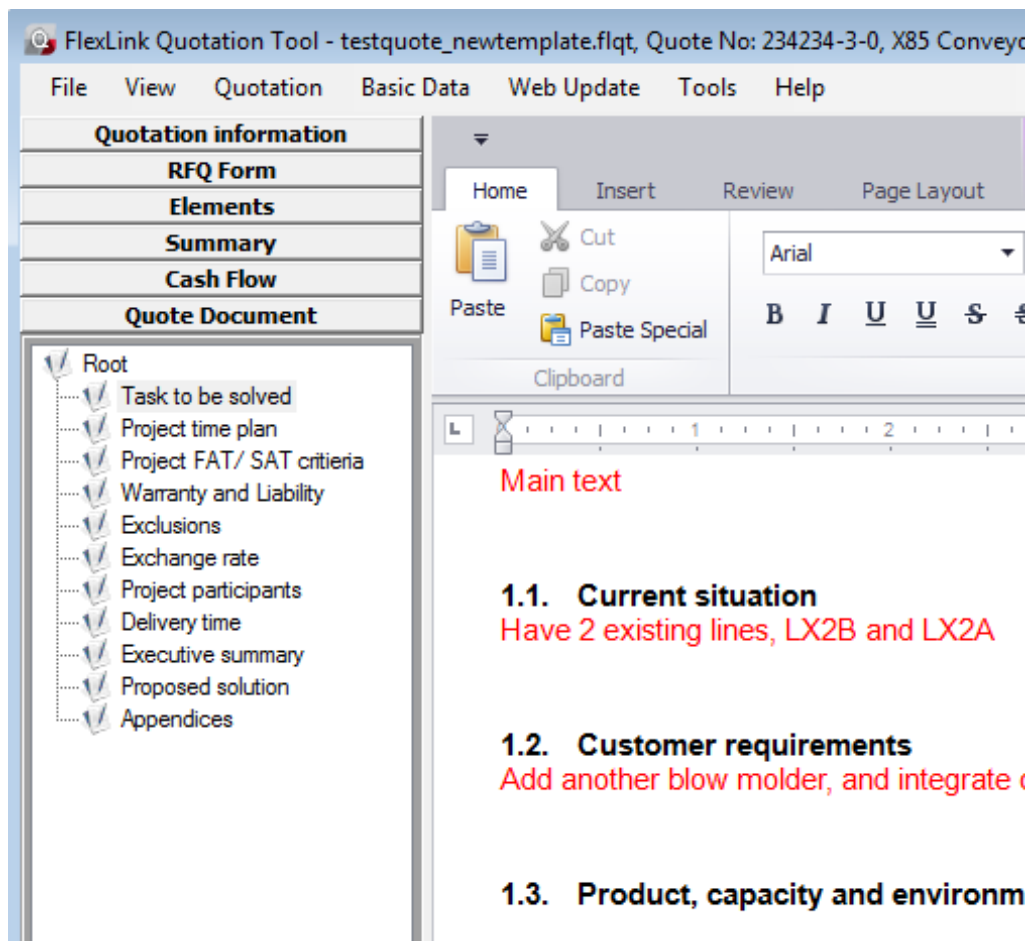 FlexLink Quotation Tool - testquote_newtemplate.flqt, Quote No: 234234-3-0, X85 Conveyo
File View Quotation Basic Data Web Update Tools Help
Quotation information
RFQ Form
Elements
Summary
Cash Flow
Quote Document
Root
Task to be solved
Project time plan
Project FAT/ SAT critieria
Warranty and Liability
Exclusions
Exchange rate
Project participants
Delivery time
Executive summary
Proposed solution
Appendices
Home Insert Review Page Layout
Paste
Cut
Copy
Paste Special
Clipboard
Arial
B I U U S
L 1 2
Main text
1.1. Current situation
Have 2 existing lines, LX2B and LX2A
1.2. Customer requirements
Add another blow molder, and integrate
1.3. Product, capacity and environm